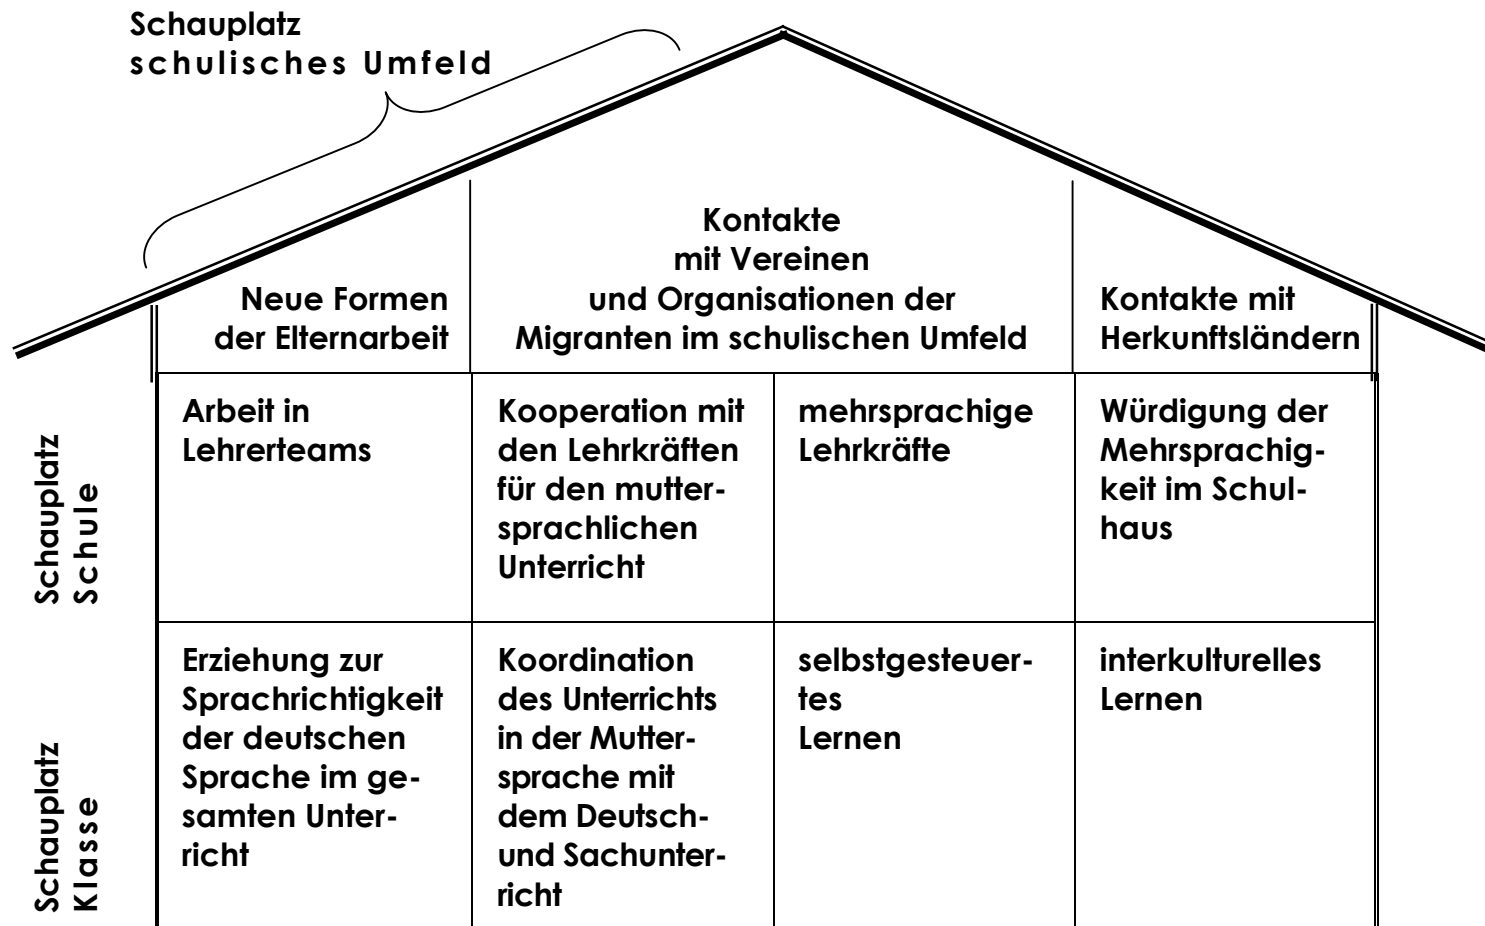 Schauplatz
schulisches Umfeld
Neue Formen
der Elternarbeit
Kontakte
mit Vereinen
und Organisationen der
Migranten im schulischen Umfeld
Kontakte mit
Herkunftsländern
Schauplatz
Schule
Arbeit in
Lehrerteams
Kooperation mit
den Lehrkräften
für den mutter-
sprachlichen
Unterricht
mehrsprachige
Lehrkräfte
Würdigung der
Mehrsprachig-
keit im Schul-
haus
Schauplatz
Klasse
Erziehung zur
Sprachrichtigkeit
der deutschen
Sprache im ge-
samten Unter-
richt
Koordination
des Unterrichts
in der Mutter-
sprache mit
dem Deutsch-
und Sachunter-
richt
selbstgesteuer-
tes
Lernen
interkulturelles
Lernen